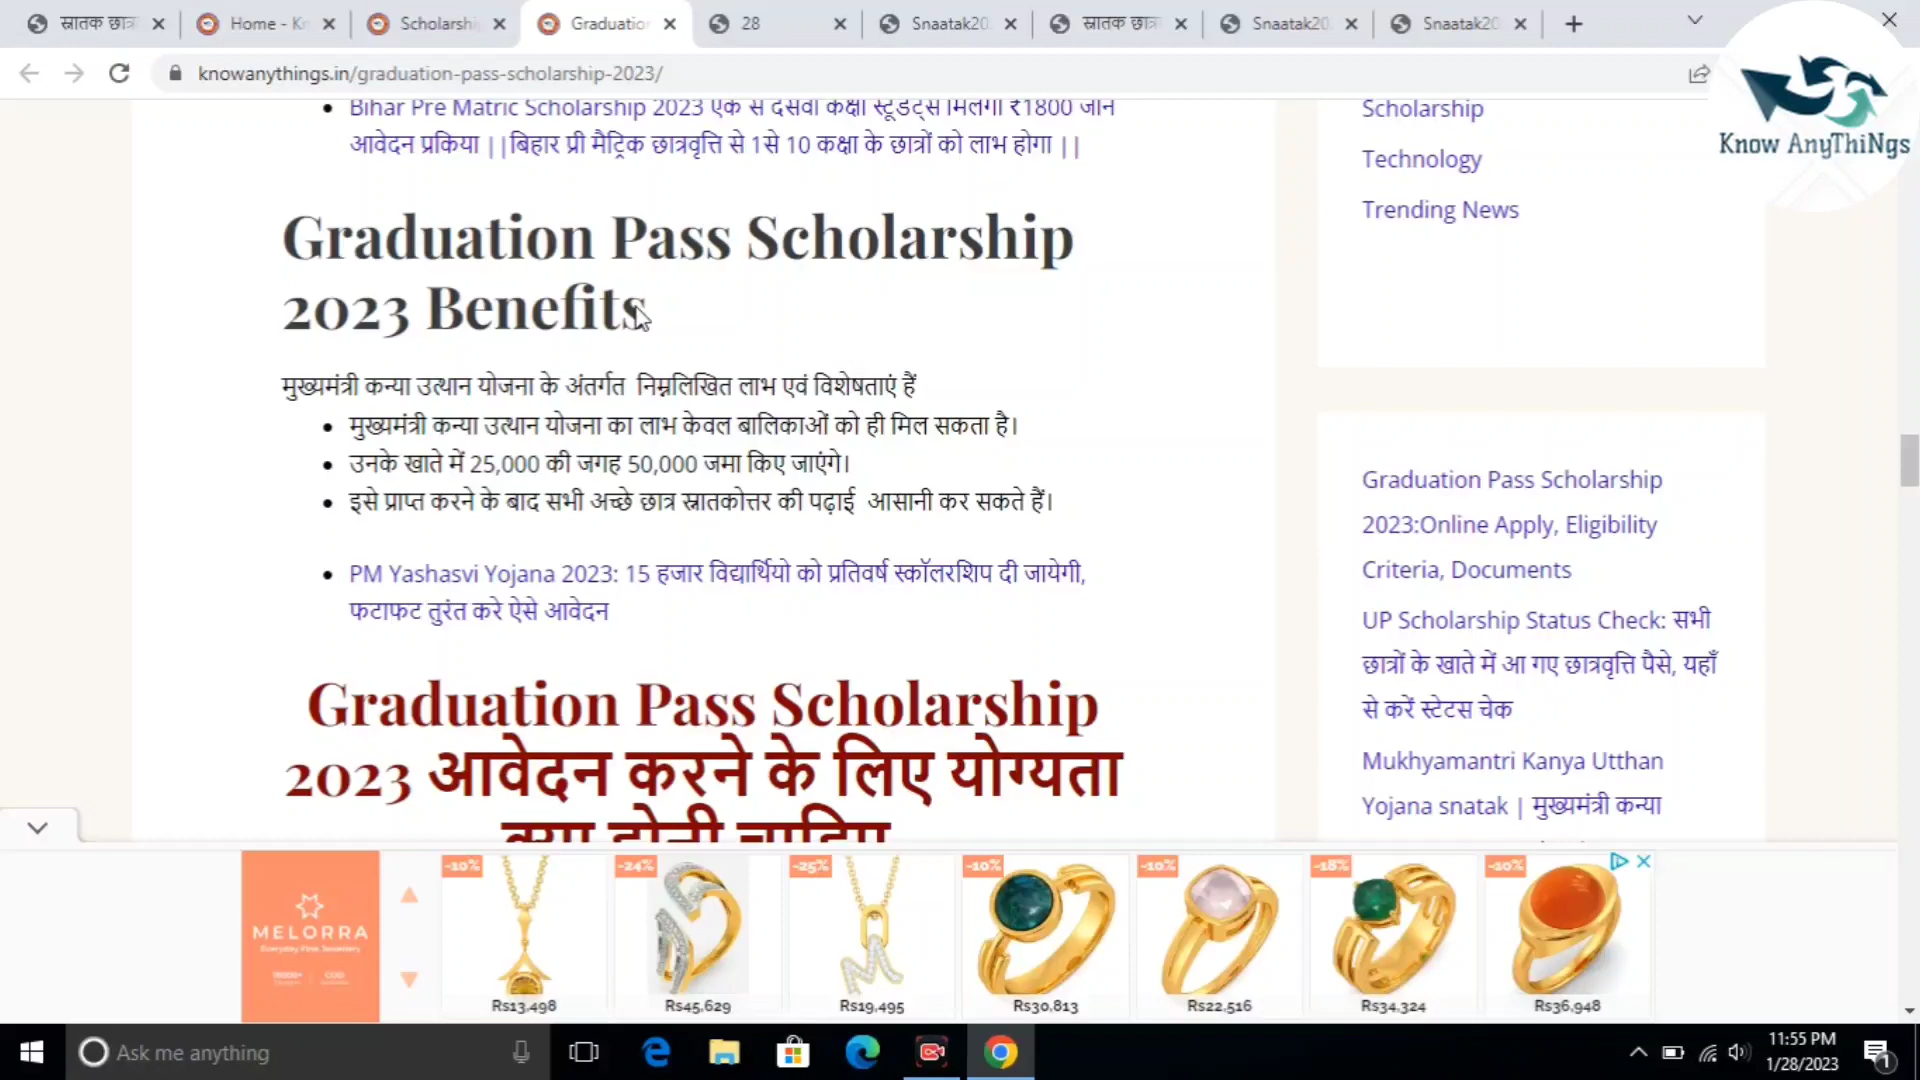 स्नातक छात्र
Home - Kn
Scholarshi
Graduation
28
Snaatak20
स्नातक छात्र
Snaatak20
Snaatak20
knowanythings.in/graduation-pass-scholarship-2023/
Know AnyThiNgs
Bihar Pre Matric Scholarship 2023 एक से दसवीं कक्षा स्टूडेंट्स मिलेगा ₹1800 जाने
आवेदन प्रकिया ||बिहार प्री मैट्रिक छात्रवृत्ति से 1से 10 कक्षा के छात्रों को लाभ होगा ||
Graduation Pass Scholarship
2023 Benefits
मुख्यमंत्री कन्या उत्थान योजना के अंतर्गत निम्नलिखित लाभ एवं विशेषताएं हैं
मुख्यमंत्री कन्या उत्थान योजना का लाभ केवल बालिकाओं को ही मिल सकता है।
उनके खाते में 25,000 की जगह 50,000 जमा किए जाएंगे।
इसे प्राप्त करने के बाद सभी अच्छे छात्र स्नातकोत्तर की पढ़ाई आसानी कर सकते हैं।
PM Yashasvi Yojana 2023: 15 हजार विद्यार्थियो को प्रतिवर्ष स्कॉलरशिप दी जायेगी,
फटाफट तुरंत करे ऐसे आवेदन
Graduation Pass Scholarship
2023 आवेदन करने के लिए योग्यता
क्या होनी चाहिए
Scholarship
Technology
Trending News
Graduation Pass Scholarship
2023:Online Apply, Eligibility
Criteria, Documents
UP Scholarship Status Check: सभी
छात्रों के खाते में आ गए छात्रवृत्ति पैसे, यहाँ
से करें स्टेटस चेक
Mukhyamantri Kanya Utthan
Yojana snatak | मुख्यमंत्री कन्या
MELORRA
Everyday Fine Jewellery
-10%
-24%
-25%
-10%
-10%
-18%
-10%
Rs13,498
Rs45,629
Rs19,495
Rs30,813
Rs22,516
Rs34,324
Rs36,948
Ask me anything
11:55 PM
1/28/2023
1